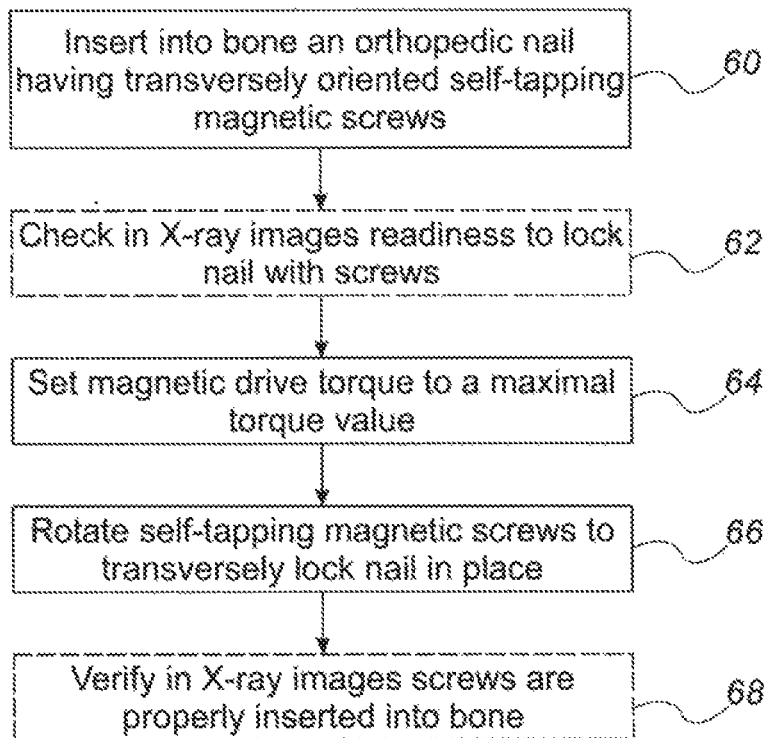 Insert into bone an orthopedic nail
having transversely oriented self-tapping
magnetic screws
60
Check in X-ray images readiness to lock
nail with screws
62
Set magnetic drive torque to a maximal
torque value
64
Rotate self-tapping magnetic screws to
transversely lock nail in place
66
Verify in X-ray images screws are
properly inserted into bone
68